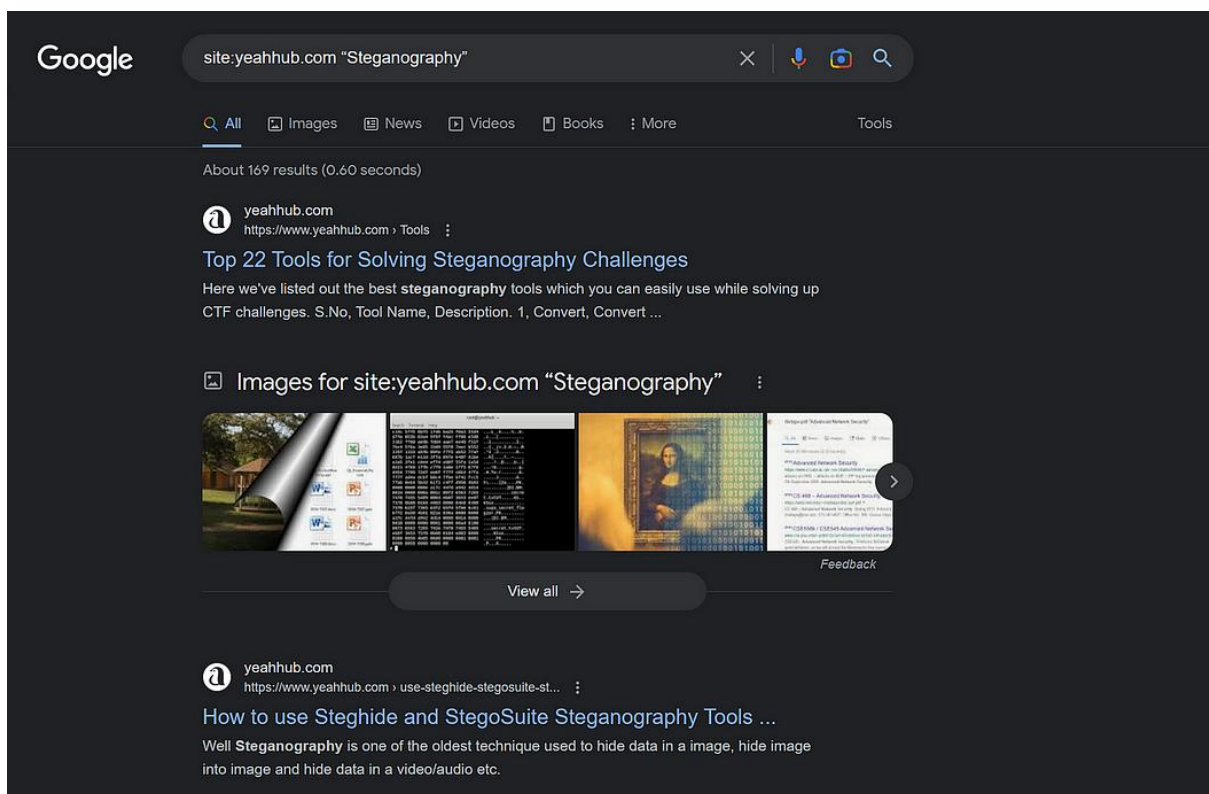 Google
site:yeahhub.com “Steganography”
All Images News Videos Books More Tools
About 169 results (0.60 seconds)
yeahhub.com
https://www.yeahhub.com › Tools
Top 22 Tools for Solving Steganography Challenges
Here we've listed out the best steganography tools which you can easily use while solving up
CTF challenges. S.No, Tool Name, Description. 1, Convert, Convert ...
Images for site:yeahhub.com “Steganography”
Feedback
View all
yeahhub.com
https://www.yeahhub.com › use-steghide-stegosuite-st...
How to use Steghide and StegoSuite Steganography Tools ...
Well Steganography is one of the oldest technique used to hide data in a image, hide image
into image and hide data in a video/audio etc.